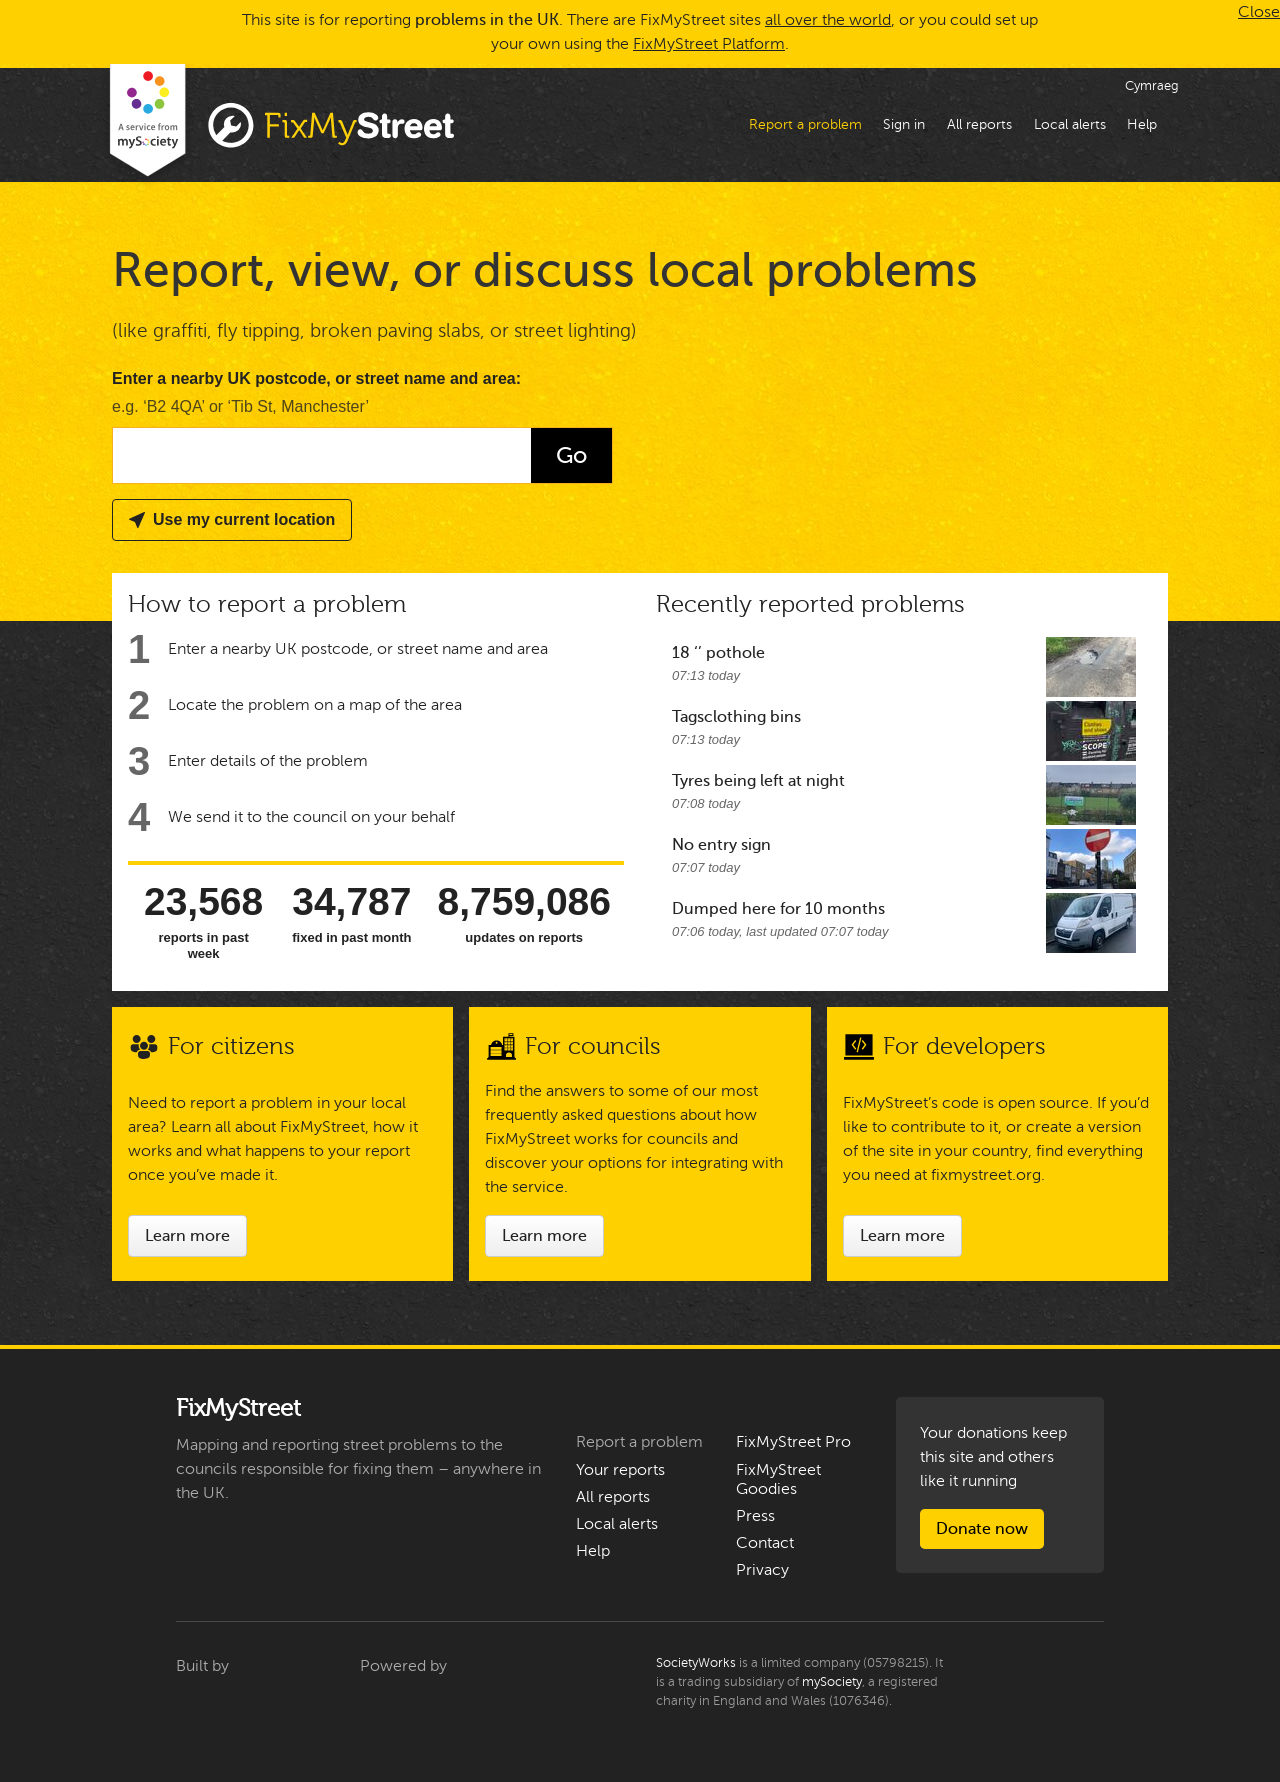 This site is for reporting problems in the UK. There are FixMyStreet sites all over the world, or you could set up
your own using the FixMyStreet Platform.
Close
Cymraeg
A service from
mySociety
FixMyStreet
Report a problem
Sign in
All reports
Local alerts
Help
Report, view, or discuss local problems
(like graffiti, fly tipping, broken paving slabs, or street lighting)
Enter a nearby UK postcode, or street name and area:
e.g. ‘B2 4QA’ or ‘Tib St, Manchester’
Go
Use my current location
How to report a problem
1 Enter a nearby UK postcode, or street name and area
2 Locate the problem on a map of the area
3 Enter details of the problem
4 We send it to the council on your behalf
23,568
reports in past
week
34,787
fixed in past month
8,759,086
updates on reports
Recently reported problems
18 ‘’ pothole
07:13 today
Tagsclothing bins
07:13 today
SCOPE
Tyres being left at night
07:08 today
No entry sign
07:07 today
Dumped here for 10 months
07:06 today, last updated 07:07 today
For citizens
Need to report a problem in your local
area? Learn all about FixMyStreet, how it
works and what happens to your report
once you’ve made it.
Learn more
For councils
Find the answers to some of our most
frequently asked questions about how
FixMyStreet works for councils and
discover your options for integrating with
the service.
Learn more
For developers
FixMyStreet’s code is open source. If you’d
like to contribute to it, or create a version
of the site in your country, find everything
you need at fixmystreet.org.
Learn more
FixMyStreet
Mapping and reporting street problems to the
councils responsible for fixing them – anywhere in
the UK.
Report a problem
Your reports
All reports
Local alerts
Help
FixMyStreet Pro
FixMyStreet
Goodies
Press
Contact
Privacy
Your donations keep
this site and others
like it running
Donate now
Built by
Powered by
SocietyWorks is a limited company (05798215). It
is a trading subsidiary of mySociety, a registered
charity in England and Wales (1076346).